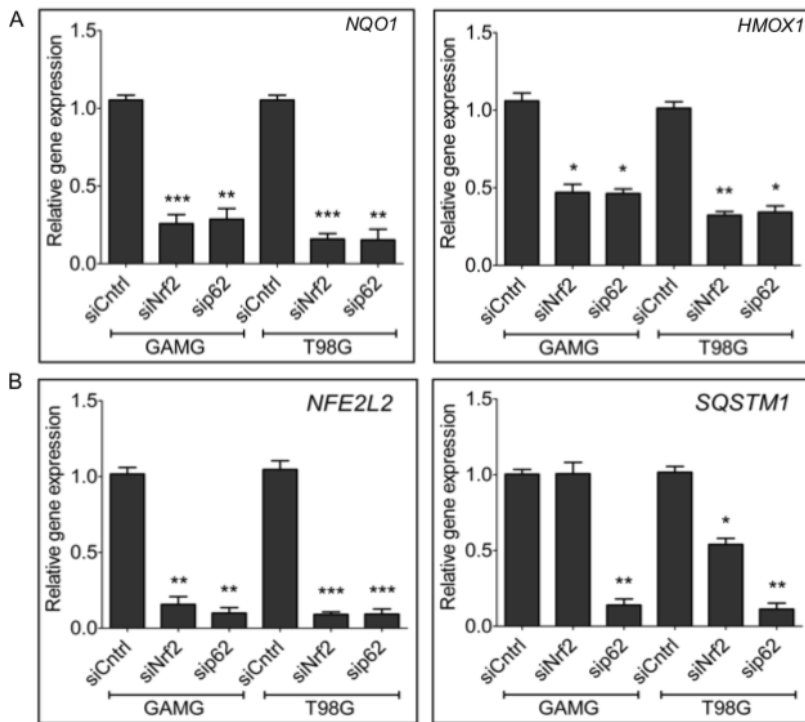 A
NQO1
Relative gene expression
1.5
1.0
0.5
0.0
*** ** *** **
siCntrl siNrf2 sip62 siCntrl siNrf2 sip62
GAMG T98G
HMOX1
Relative gene expression
1.5
1.0
0.5
0.0
* * ** *
siCntrl siNrf2 sip62 siCntrl siNrf2 sip62
GAMG T98G
B
NFE2L2
Relative gene expression
1.5
1.0
0.5
0.0
** ** *** ***
siCntrl siNrf2 sip62 siCntrl siNrf2 sip62
GAMG T98G
SQSTM1
Relative gene expression
1.5
1.0
0.5
0.0
** * **
siCntrl siNrf2 sip62 siCntrl siNrf2 sip62
GAMG T98G